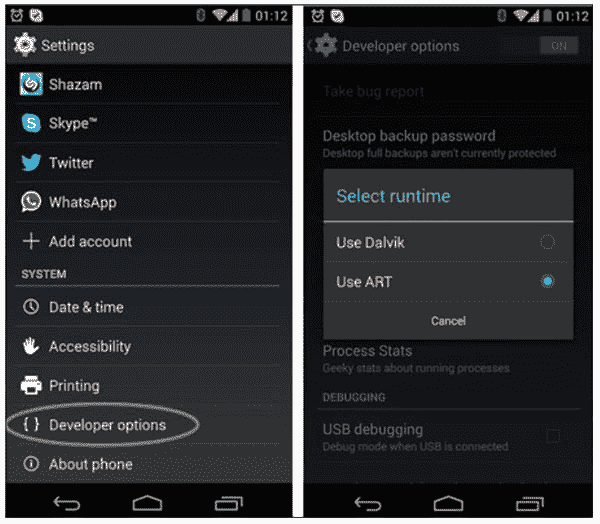 01:12
Settings
Shazam
Skype™
Twitter
WhatsApp
Add account
SYSTEM
Date & time
Accessibility
Printing
{ } Developer options
About phone
01:12
Developer options
ON
Take bug report
Desktop backup password
Desktop full backups aren't currently protected
Select runtime
Use Dalvik
Use ART
Cancel
Process Stats
Geeky stats about running processes
DEBUGGING
USB debugging
Debug mode when USB is connected